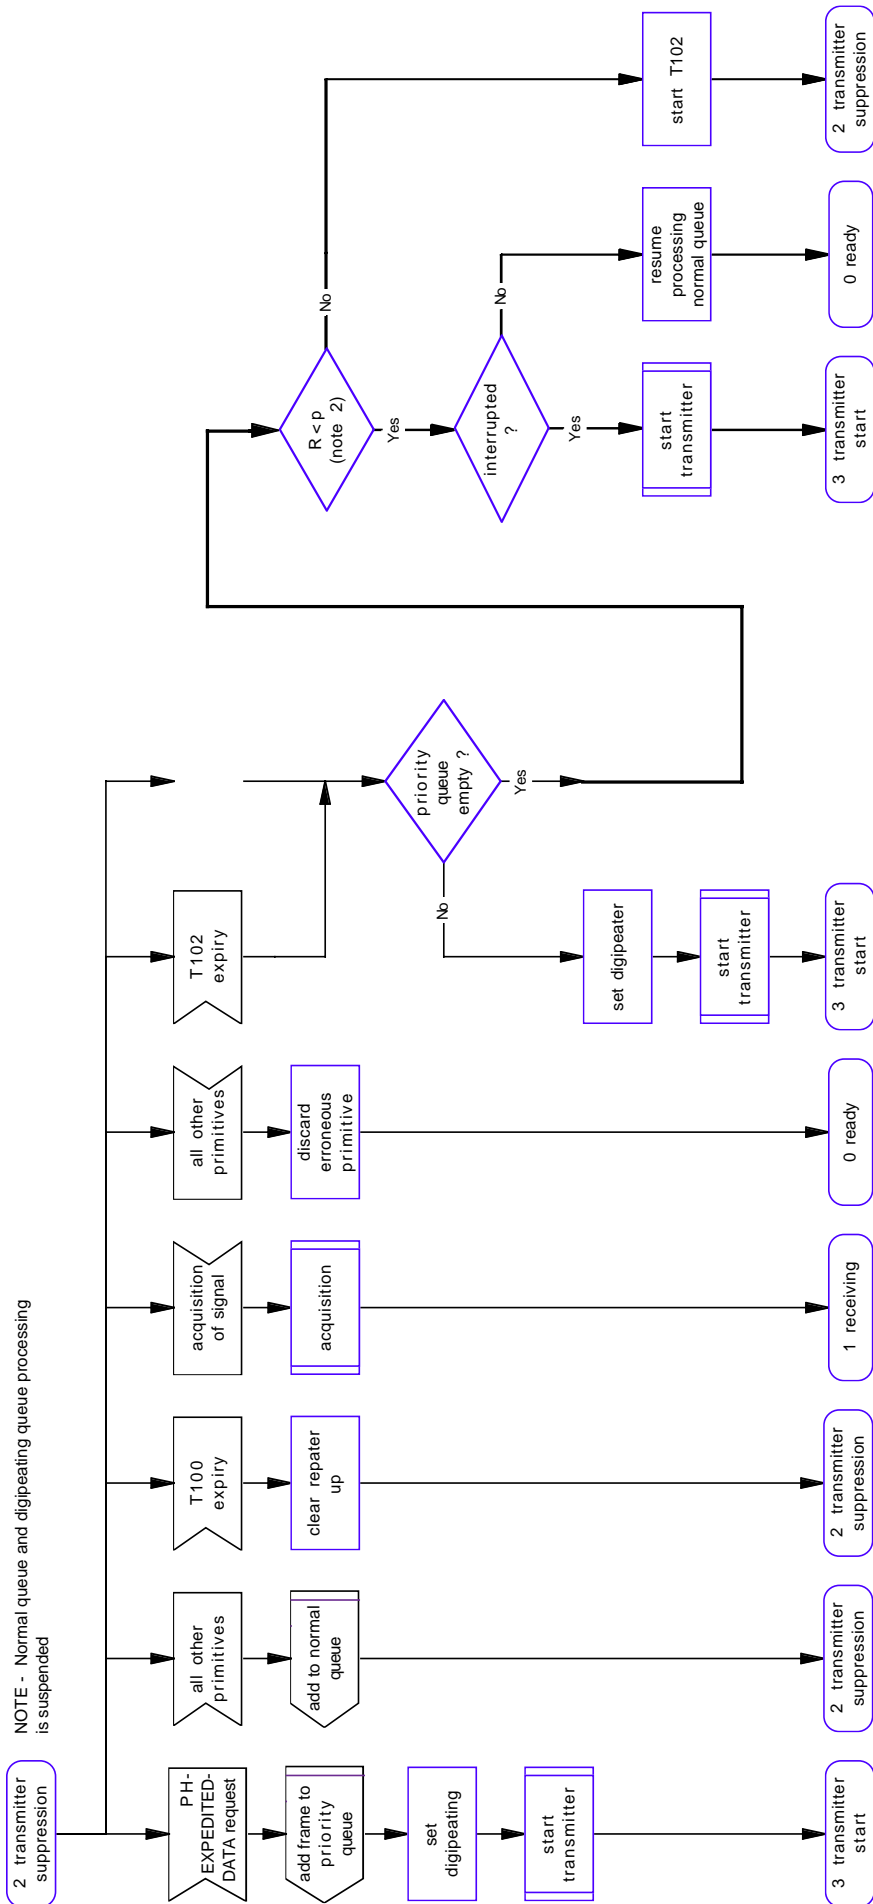 2 transmitter
suppression
NOTE - Normal queue and digipeating queue processing
is suspended
PH-
EXPEDITED-
DATA request
add frame to
priority
queue
set
digipeating
start
transmitter
3 transmitter
start
all other
primitives
add to normal
queue
2 transmitter
suppression
T100
expiry
clear repater
up
2 transmitter
suppression
acquisition
of signal
acquisition
1 receiving
all other
primitives
discard
erroneous
primitive
0 ready
T102
expiry
priority
queue
empty ?
No
Yes
set digipeater
start
transmitter
3 transmitter
start
R < p
(note 2)
No
Yes
interrupted
?
No
Yes
start
transmitter
3 transmitter
start
resume
processing
normal queue
0 ready
start T102
2 transmitter
suppression